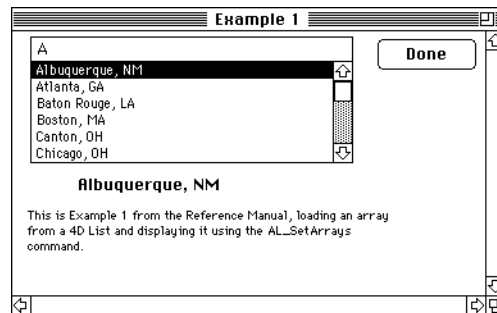 Example 1
A
Done
Albuquerque, NM
Atlanta, GA
Baton Rouge, LA
Boston, MA
Canton, OH
Chicago, OH
Albuquerque, NM
This is Example 1 from the Reference Manual, loading an array
from a 4D List and displaying it using the AL_SetArrays
command.